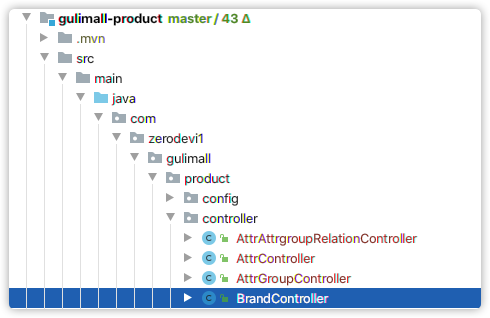 gulimall-product master / 43 Δ
.mvn
src
main
java
com
zerodevi1
gulimall
product
config
controller
C AttrAttrgroupRelationController
C AttrController
C AttrGroupController
C BrandController